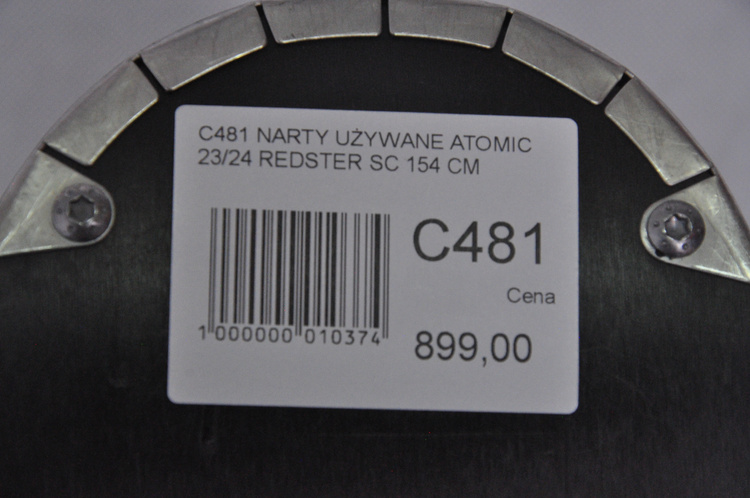 C481 NARTY UŻYWANE ATOMIC
23/24 REDSTER SC 154 CM
C481
Cena
1 000000 010374
899,00